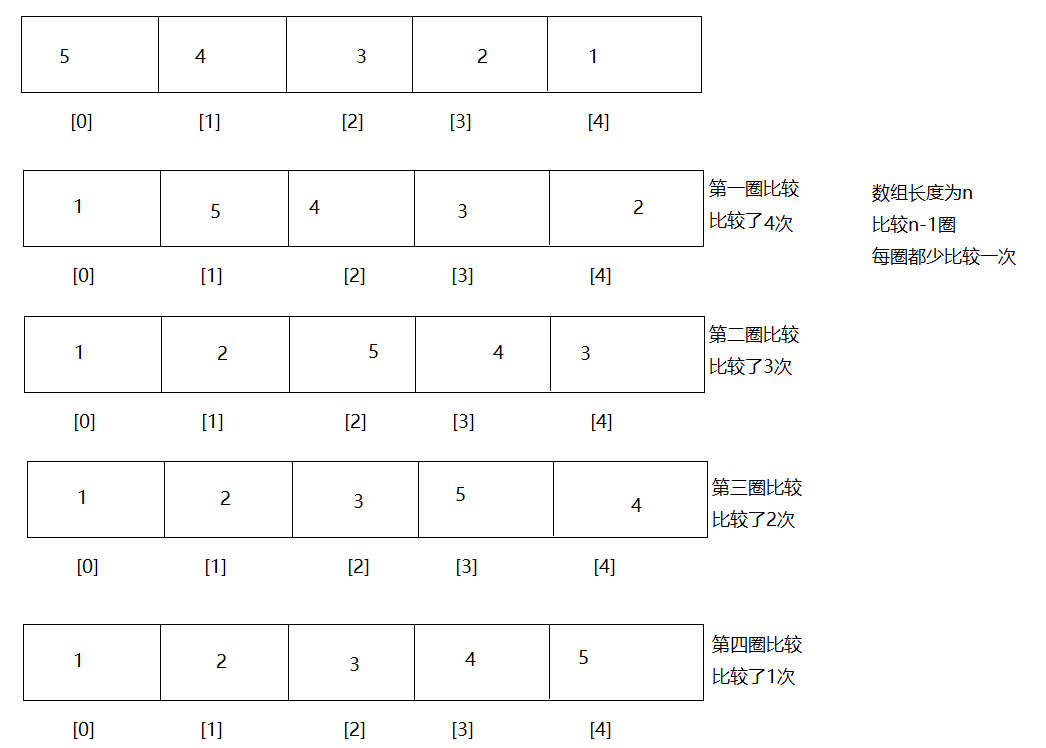 5 4 3 2 1
[0] [1] [2] [3] [4]
1 5 4 3 2
第一圈比较
比较了4次
数组长度为n
比较n-1圈
每圈都少比较一次
[0] [1] [2] [3] [4]
1 2 5 4 3
第二圈比较
比较了3次
[0] [1] [2] [3] [4]
1 2 3 5 4
第三圈比较
比较了2次
[0] [1] [2] [3] [4]
1 2 3 4 5
第四圈比较
比较了1次
[0] [1] [2] [3] [4]